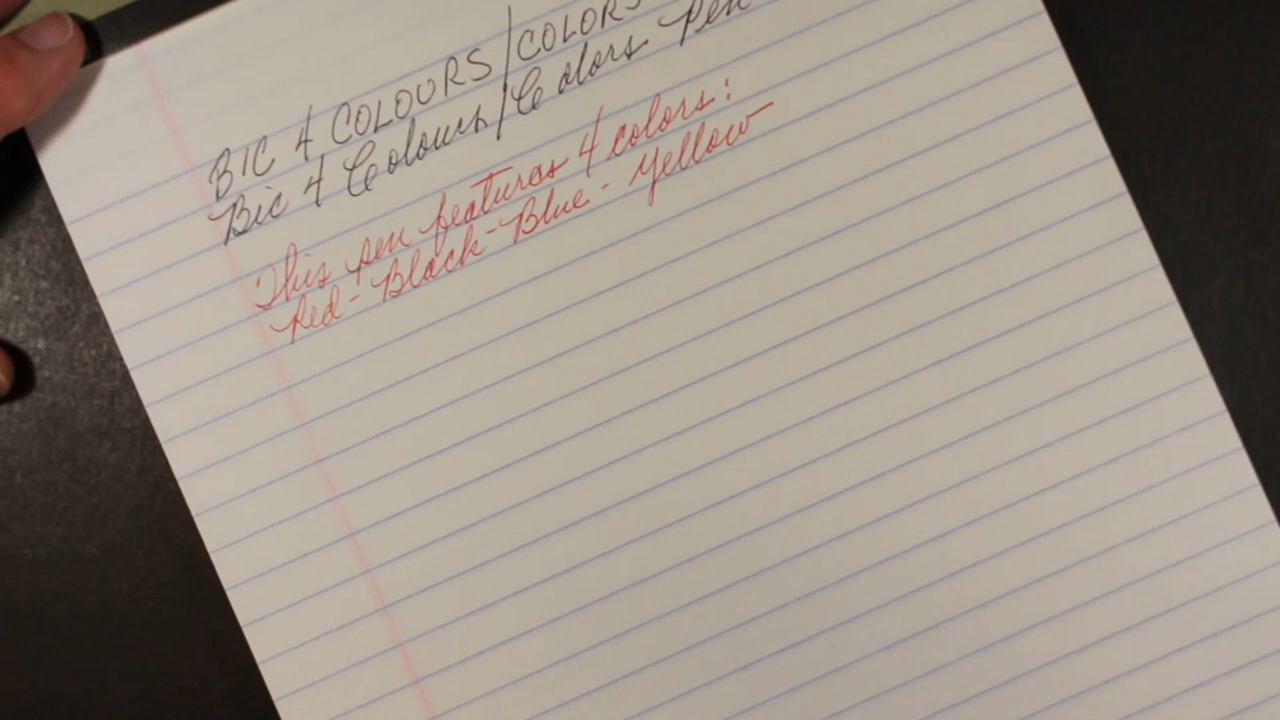 BIC 4 COLOURS/COLORS
Bic 4 Colours/Colors Pen
This pen features 4 colors:
Red-Black-Blue-Yellow